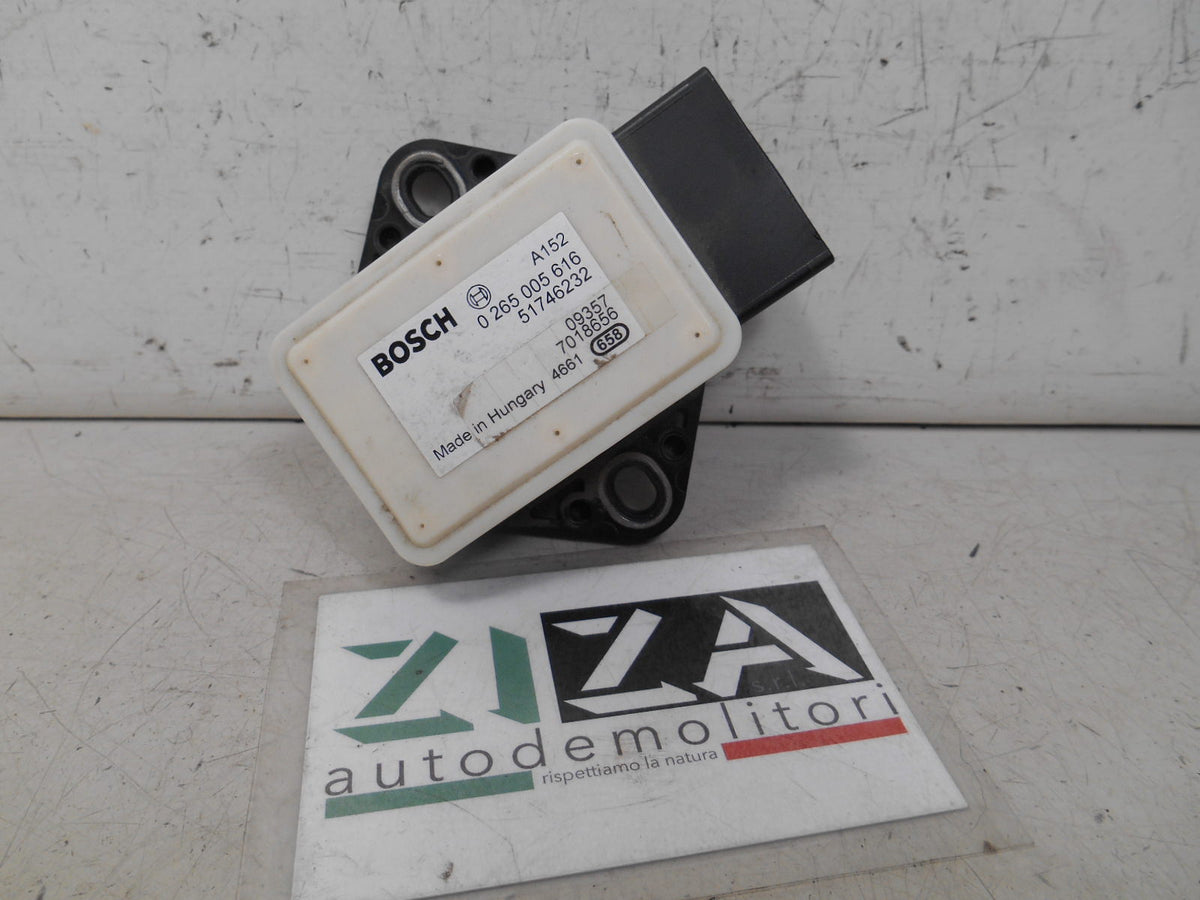 A152
BOSCH 0 265 005 616
51746232
09357
7018656
Made in Hungary 4661 658
ZIZA
s.r.l.
autodemolitori
rispettiamo la natura